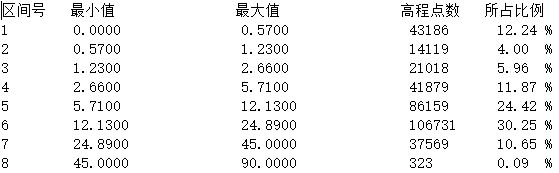 区间号 最小值 最大值 高程点数 所占比例
1 0.0000 0.5700 43186 12.24 %
2 0.5700 1.2300 14119 4.00 %
3 1.2300 2.6600 21018 5.96 %
4 2.6600 5.7100 41879 11.87 %
5 5.7100 12.1300 86159 24.42 %
6 12.1300 24.8900 106731 30.25 %
7 24.8900 45.0000 37569 10.65 %
8 45.0000 90.0000 323 0.09 %